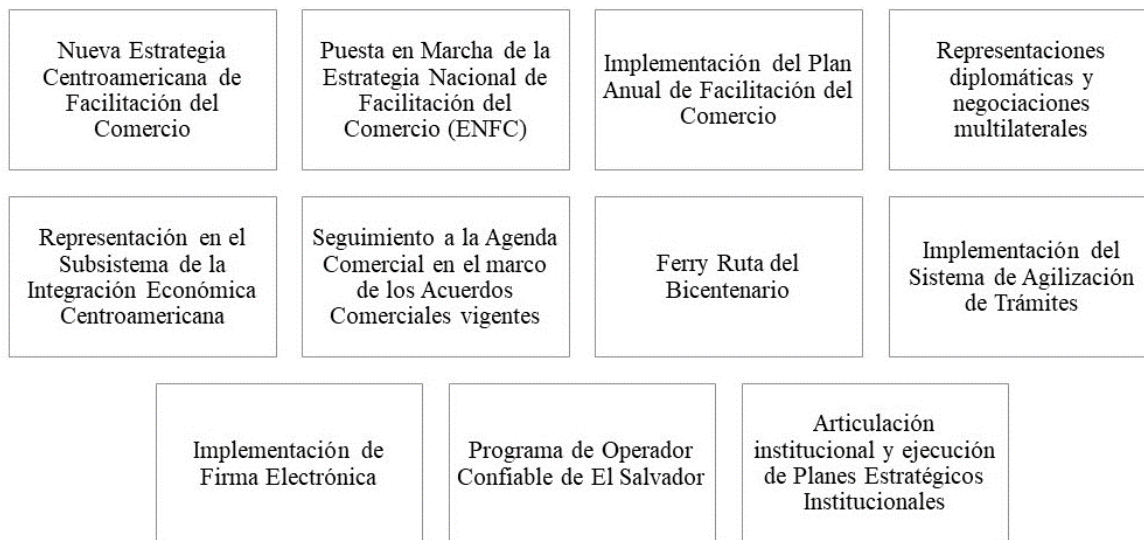 Nueva Estrategia
Centroamericana de
Facilitación del
Comercio
Puesta en Marcha de la
Estrategia Nacional de
Facilitación del
Comercio (ENFC)
Implementación del Plan
Anual de Facilitación del
Comercio
Representaciones
diplomáticas y
negociaciones
multilaterales
Representación en el
Subsistema de la
Integración Económica
Centroamericana
Seguimiento a la Agenda
Comercial en el marco
de los Acuerdos
Comerciales vigentes
Ferry Ruta del
Bicentenario
Implementación del
Sistema de Agilización
de Trámites
Implementación de
Firma Electrónica
Programa de Operador
Confiable de El Salvador
Articulación
institucional y ejecución
de Planes Estratégicos
Institucionales